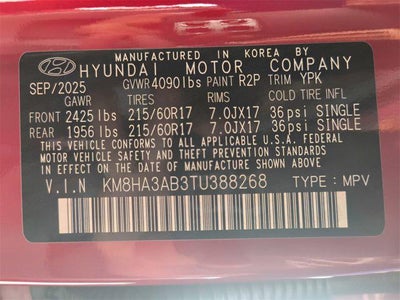 MANUFACTURED IN KOREA BY
HYUNDAI MOTOR COMPANY
SEP/2025 GVWR 4090 lbs PAINT R2P TRIM YPK
GAWR TIRES RIMS COLD TIRE INFL
FRONT 2425 lbs 215/60R17 7.0JX17 36psi SINGLE
REAR 1956 lbs 215/60R17 7.0JX17 36psi SINGLE
THIS VEHICLE CONFORMS TO ALL APPLICABLE U.S. FEDERAL
MOTOR VEHICLE SAFETY STANDARDS IN EFFECT ON
THE DATE OF MANUFACTURE SHOWN ABOVE.
V.I.N KM8HA3AB3TU388268 TYPE : MPV